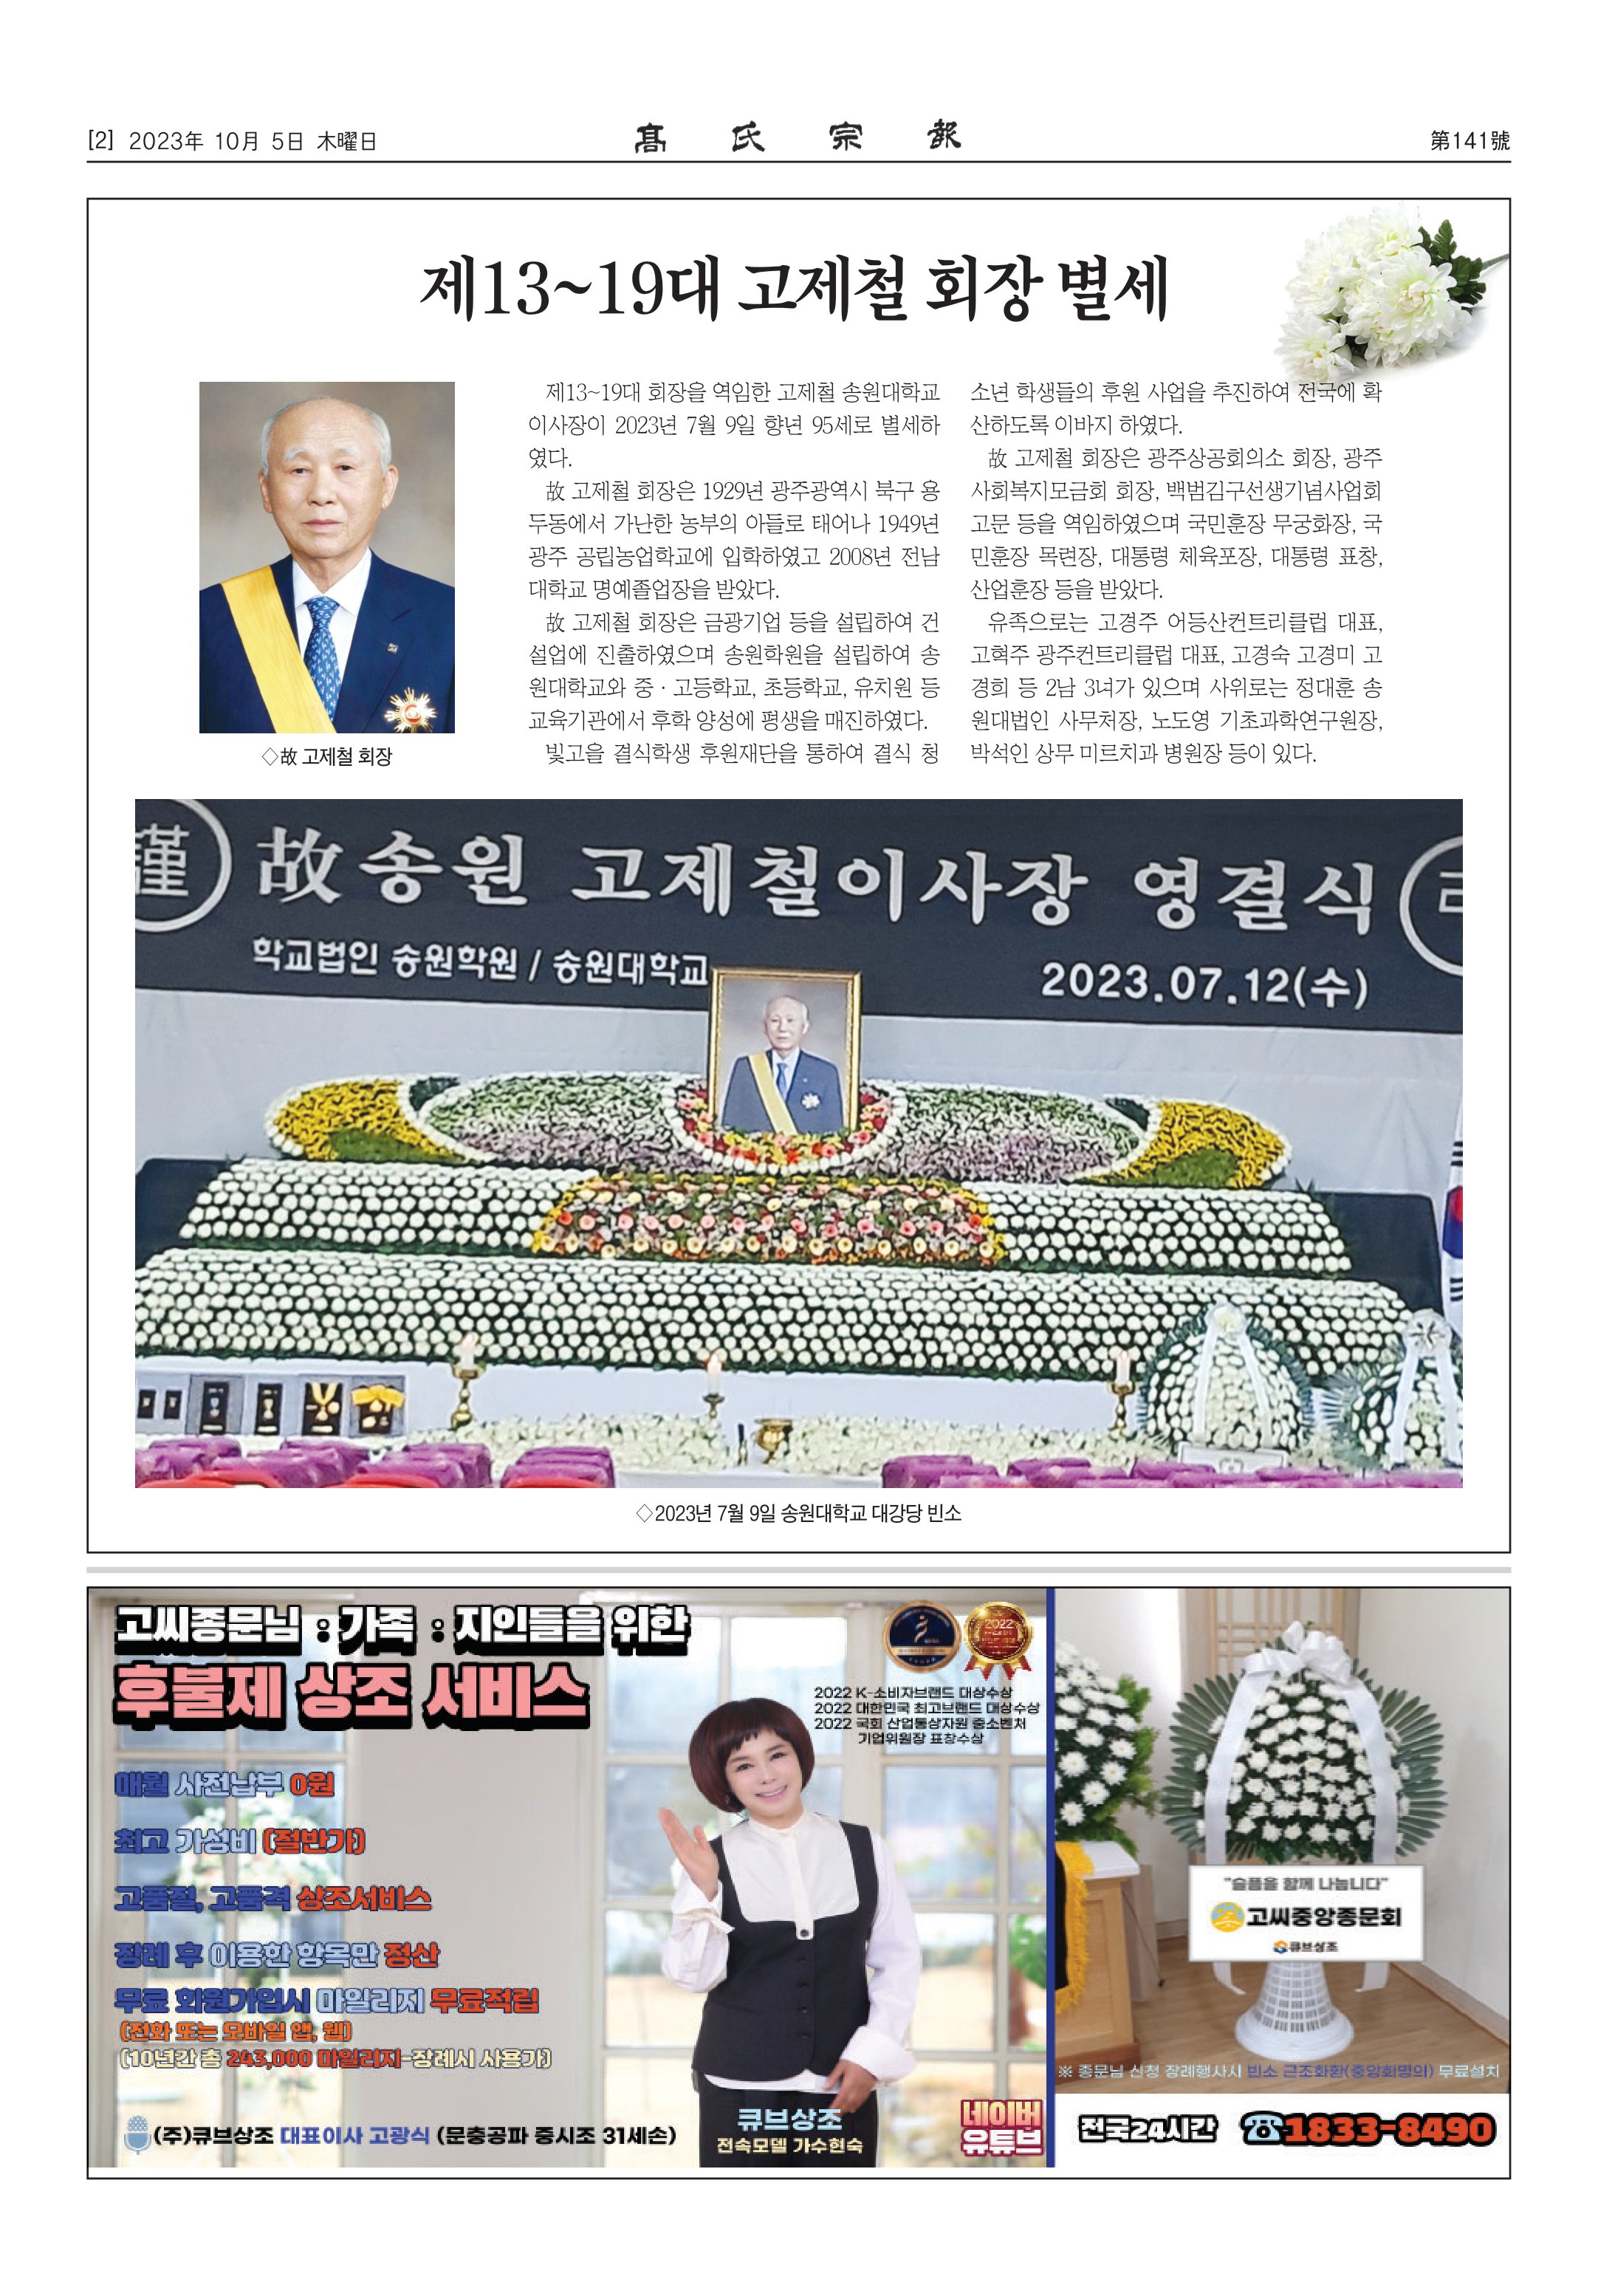 [2] 2023年 10月 5日 木曜日
髙氏宗報
第141號
제13~19대 고제철 회장 별세
◇故 고제철 회장
제13~19대 회장을 역임한 고제철 송원대학교
이사장이 2023년 7월 9일 향년 95세로 별세하
였다.
故 고제철 회장은 1929년 광주광역시 북구 용
두동에서 가난한 농부의 아들로 태어나 1949년
광주 공립농업학교에 입학하였고 2008년 전남
대학교 명예졸업장을 받았다.
故 고제철 회장은 금광기업 등을 설립하여 건
설업에 진출하였으며 송원학원을 설립하여 송
원대학교와 중·고등학교, 초등학교, 유치원 등
교육기관에서 후학 양성에 평생을 매진하였다.
빛고을 결식학생 후원재단을 통하여 결식 청
소년 학생들의 후원 사업을 추진하여 전국에 확
산하도록 이바지 하였다.
故 고제철 회장은 광주상공회의소 회장, 광주
사회복지모금회 회장, 백범김구선생기념사업회
고문 등을 역임하였으며 국민훈장 무궁화장, 국
민훈장 목련장, 대통령 체육포장, 대통령 표창,
산업훈장 등을 받았다.
유족으로는 고경주 어등산컨트리클럽 대표,
고혁주 광주컨트리클럽 대표, 고경숙 고경미 고
경희 등 2남 3녀가 있으며 사위로는 정대훈 송
원대법인 사무처장, 노도영 기초과학연구원장,
박석인 상무 미르치과 병원장 등이 있다.
謹
故 송원 고제철이사장 영결식
학교법인 송원학원 / 송원대학교
2023.07.12(수)
◇2023년 7월 9일 송원대학교 대강당 빈소
고씨종문님 : 가족 : 지인들을 위한
후불제 상조 서비스
2022
2022 K-소비자브랜드 대상수상
2022 대한민국 최고브랜드 대상수상
2022 국회 산업통상자원 중소벤처
기업위원장 표창수상
매월 사전납부 0원
최고 가성비 (절반가)
고품질, 고품격 상조서비스
장례 후 이용한 항목만 정산
무료 회원가입시 마일리지 무료적립
(전화 또는 모바일 앱, 웹)
(10년간 총 243,000 마일리지-장례시 사용가)
(주)큐브상조 대표이사 고광식 (문충공파 중시조 31세손)
큐브상조
전속모델 가수현숙
네이버
유튜브
"슬픔을 함께 나눕니다"
고씨중앙종문회
큐브상조
※ 종문님 신청 장례행사시 빈소 근조화환(중앙회명의) 무료설치
전국24시간 ☎1833-8490